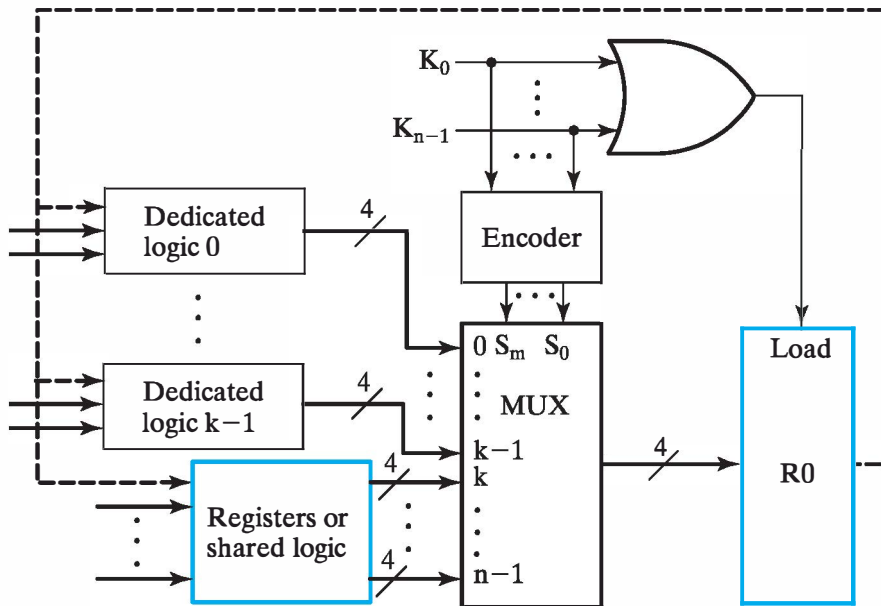 K₀
Kₙ₋₁
Dedicated
logic 0
4
Encoder
0 Sₘ S₀
Load
Dedicated
logic k−1
4
MUX
k−1
k
4
R0
Registers or
shared logic
4
4
n−1